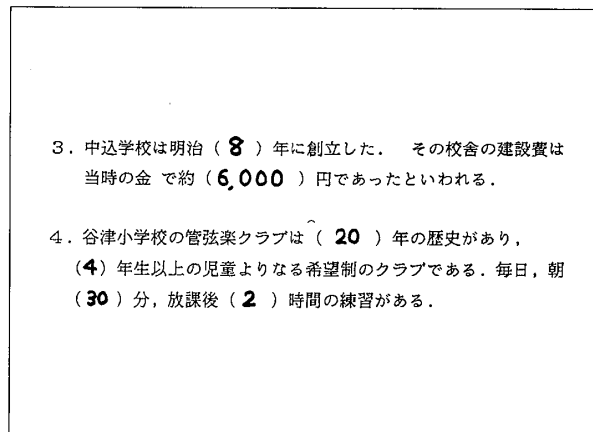 3．中込学校は明治（ 8 ）年に創立した．　その校舎の建設費は
当時の金 で約（ 6,000 ）円であったといわれる．
4．谷津小学校の管弦楽クラブは（ 20 ）年の歴史があり，
（4）年生以上の児童よりなる希望制のクラブである．毎日，朝
（30 ）分，放課後（ 2 ）時間の練習がある．